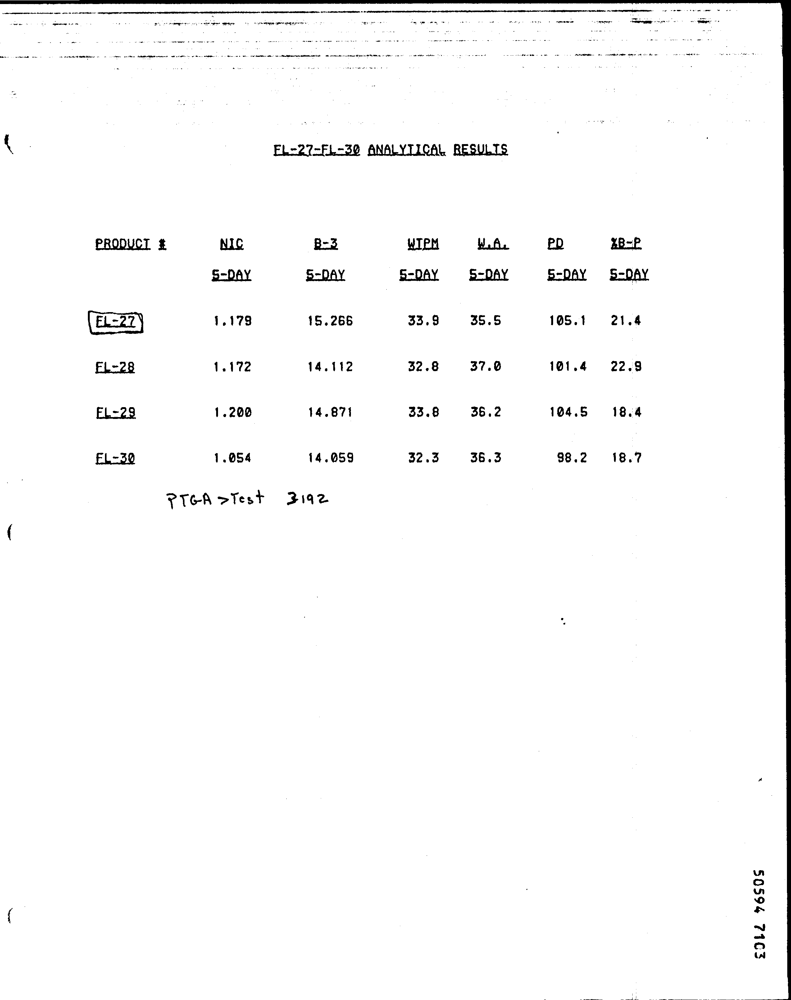 FL-27-FL-30 ANALYTICAL RESULTS
PRODUCT # NIC B-3 WTPM W.A. PD %B-P
5-DAY 5-DAY 5-DAY 5-DAY 5-DAY 5-DAY
FL-27 1.179 15.266 33.9 35.5 105.1 21.4
FL-28 1.172 14.112 32.8 37.0 101.4 22.9
FL-29 1.200 14.871 33.8 36.2 104.5 18.4
FL-30 1.054 14.059 32.3 36.3 98.2 18.7
PTGA >Test 3192
50594 7103